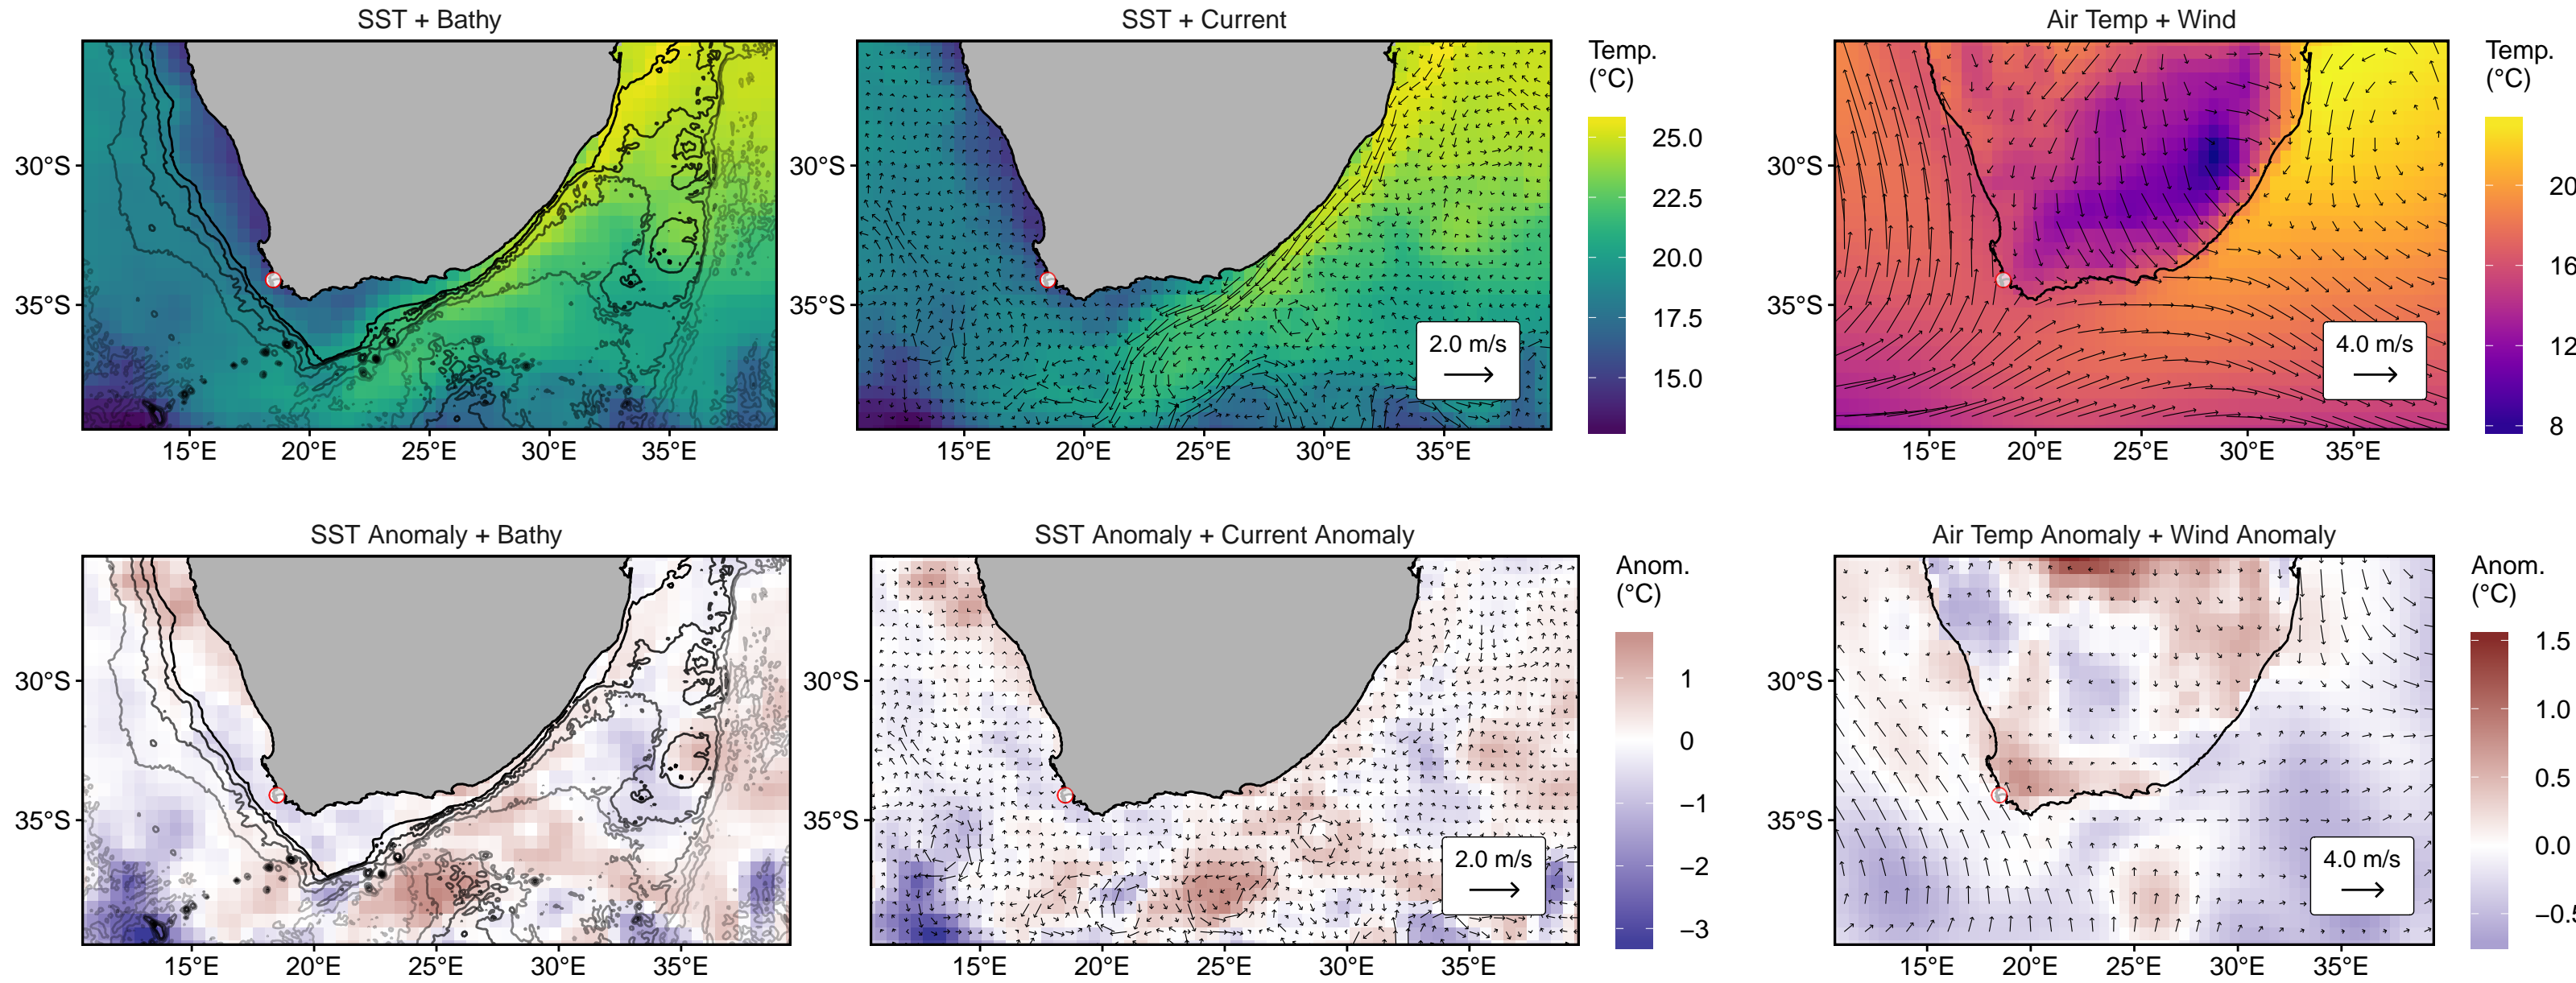 SST + Bathy
SST + Current
Air Temp + Wind
30°S
35°S
15°E
20°E
25°E
30°E
35°E
30°S
35°S
2.0 m/s
15°E
20°E
25°E
30°E
35°E
Temp.
(°C)
25.0
22.5
20.0
17.5
15.0
30°S
35°S
4.0 m/s
15°E
20°E
25°E
30°E
35°E
Temp.
(°C)
20
16
12
8
SST Anomaly + Bathy
SST Anomaly + Current Anomaly
Air Temp Anomaly + Wind Anomaly
30°S
35°S
15°E
20°E
25°E
30°E
35°E
30°S
35°S
2.0 m/s
15°E
20°E
25°E
30°E
35°E
Anom.
(°C)
1
0
−1
−2
−3
30°S
35°S
4.0 m/s
15°E
20°E
25°E
30°E
35°E
Anom.
(°C)
1.5
1.0
0.5
0.0
−0.5